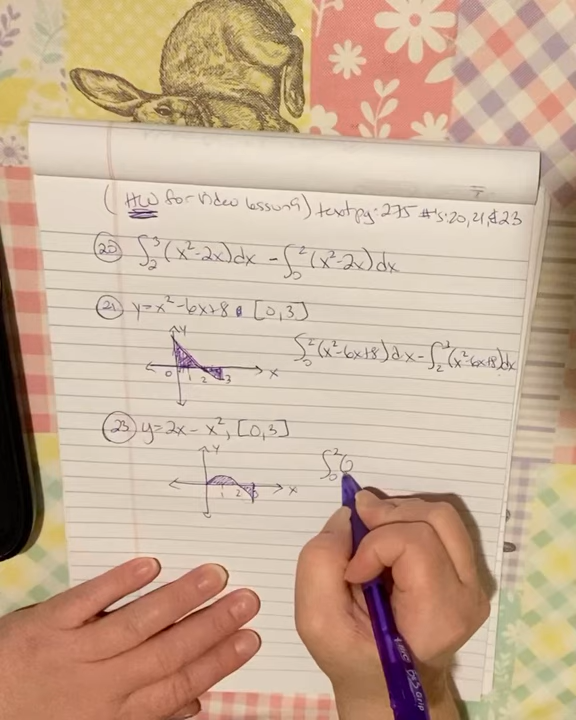 (HW for Video lesson 9) text pg. 275 #'s: 20, 21, & 23
20 ∫₂³ (x²-2x)dx - ∫₀² (x²-2x)dx
21 y=x²-6x+8 [0,3]
y
0 1 2 3 x
∫₀² (x²-6x+8)dx - ∫₂³ (x²-6x+8)dx
23 y=2x-x², [0,3]
y
1 2 3 x
∫₀² (